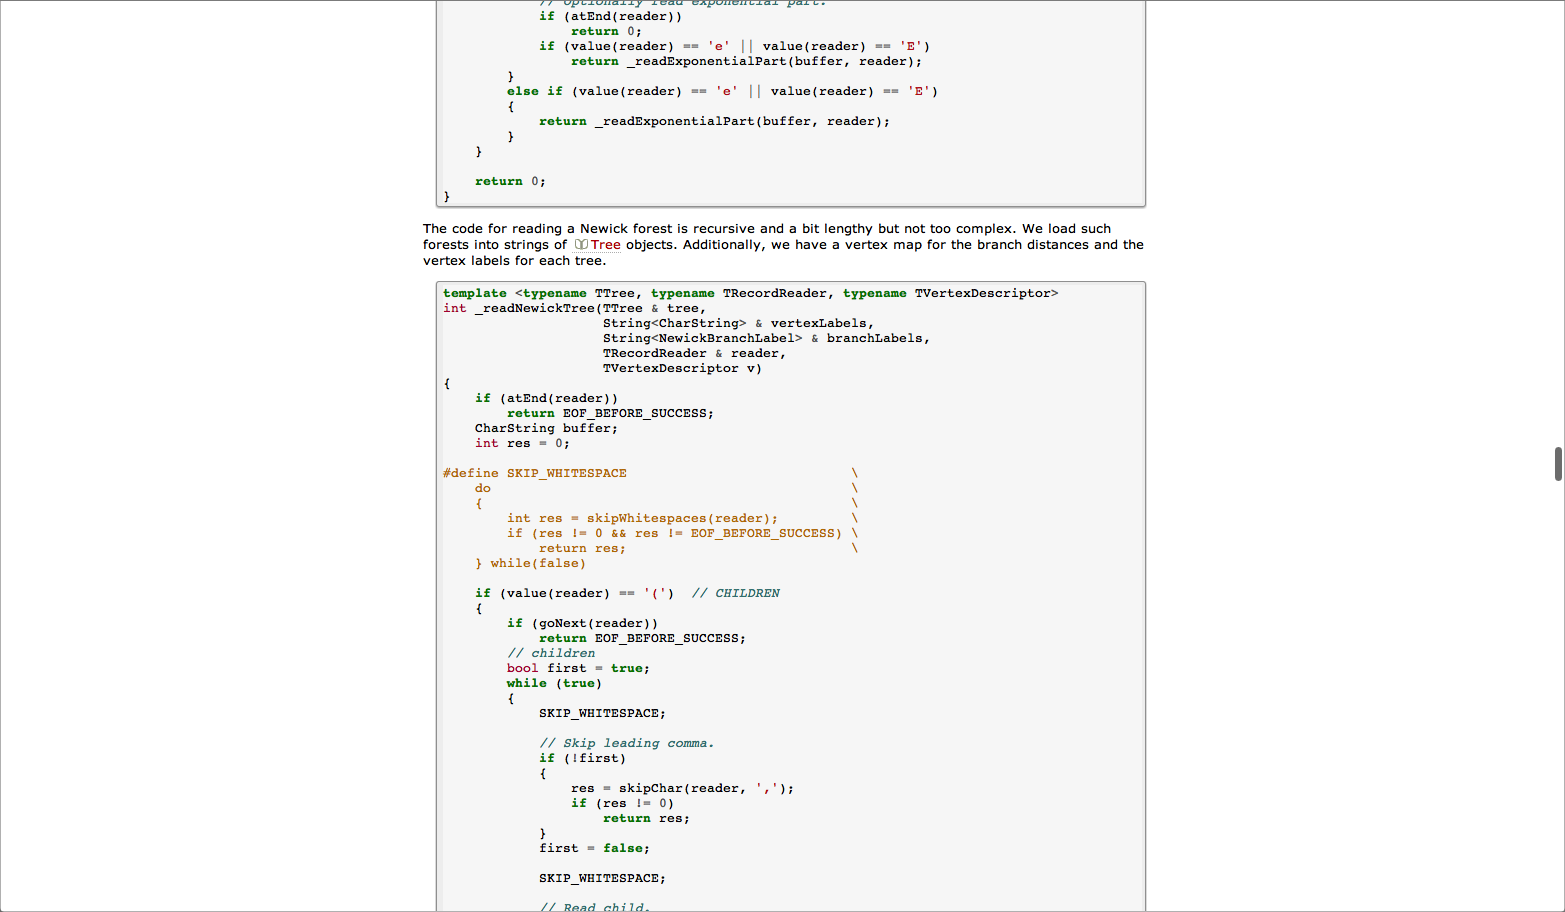 // Optionally read exponential part.
if (atEnd(reader))
return 0;
if (value(reader) == 'e' || value(reader) == 'E')
return _readExponentialPart(buffer, reader);
}
else if (value(reader) == 'e' || value(reader) == 'E')
{
return _readExponentialPart(buffer, reader);
}
}
return 0;
}
The code for reading a Newick forest is recursive and a bit lengthy but not too complex. We load such
forests into strings of Tree objects. Additionally, we have a vertex map for the branch distances and the
vertex labels for each tree.
template <typename TTree, typename TRecordReader, typename TVertexDescriptor>
int _readNewickTree(TTree & tree,
String<CharString> & vertexLabels,
String<NewickBranchLabel> & branchLabels,
TRecordReader & reader,
TVertexDescriptor v)
{
if (atEnd(reader))
return EOF_BEFORE_SUCCESS;
CharString buffer;
int res = 0;
#define SKIP_WHITESPACE \
do \
{ \
int res = skipWhitespaces(reader); \
if (res != 0 && res != EOF_BEFORE_SUCCESS) \
return res; \
} while(false)
if (value(reader) == '(') // CHILDREN
{
if (goNext(reader))
return EOF_BEFORE_SUCCESS;
// children
bool first = true;
while (true)
{
SKIP_WHITESPACE;
// Skip leading comma.
if (!first)
{
res = skipChar(reader, ',');
if (res != 0)
return res;
}
first = false;
SKIP_WHITESPACE;
// Read child.